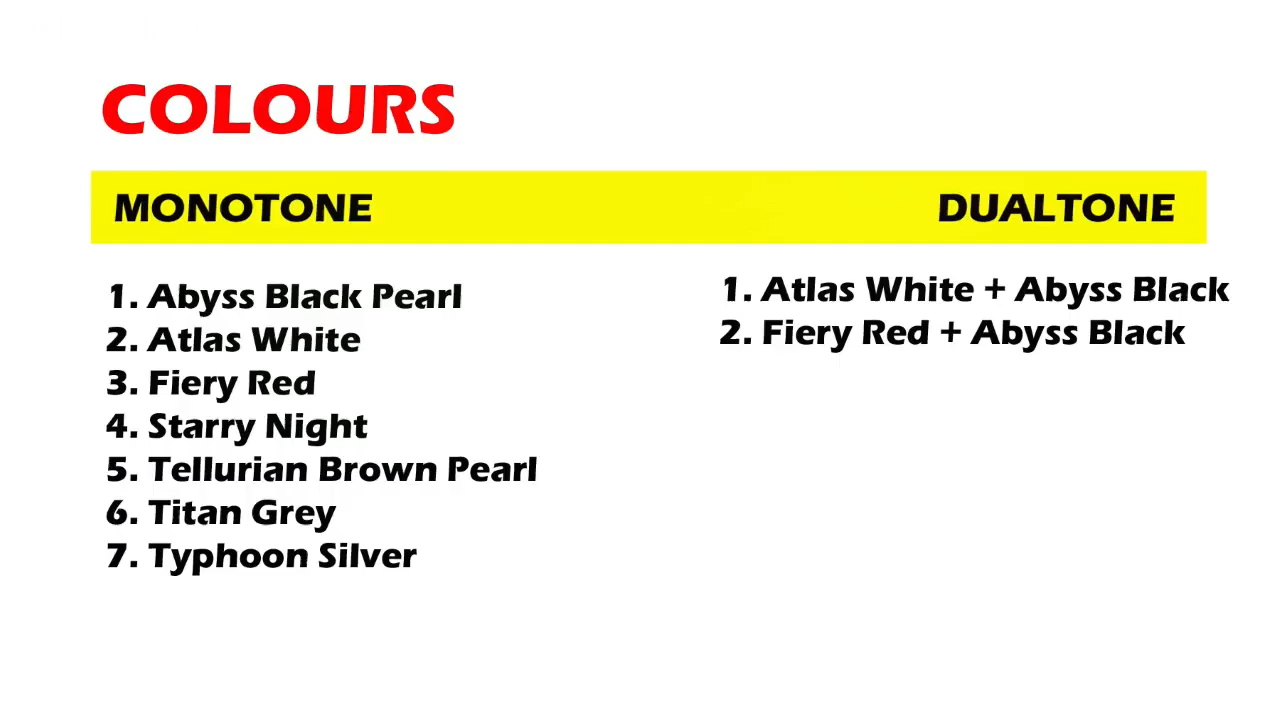 COLOURS
MONOTONE
DUALTONE
1. Abyss Black Pearl
2. Atlas White
3. Fiery Red
4. Starry Night
5. Tellurian Brown Pearl
6. Titan Grey
7. Typhoon Silver
1. Atlas White + Abyss Black
2. Fiery Red + Abyss Black